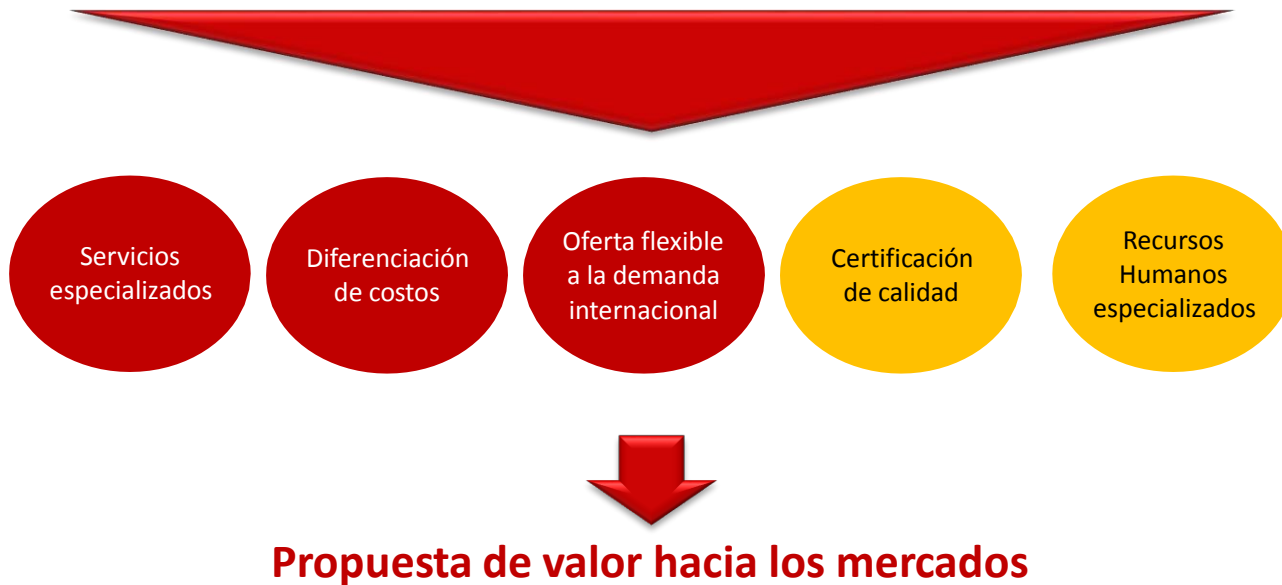 Servicios
especializados
Diferenciación
de costos
Oferta flexible
a la demanda
internacional
Certificación
de calidad
Recursos
Humanos
especializados
Propuesta de valor hacia los mercados